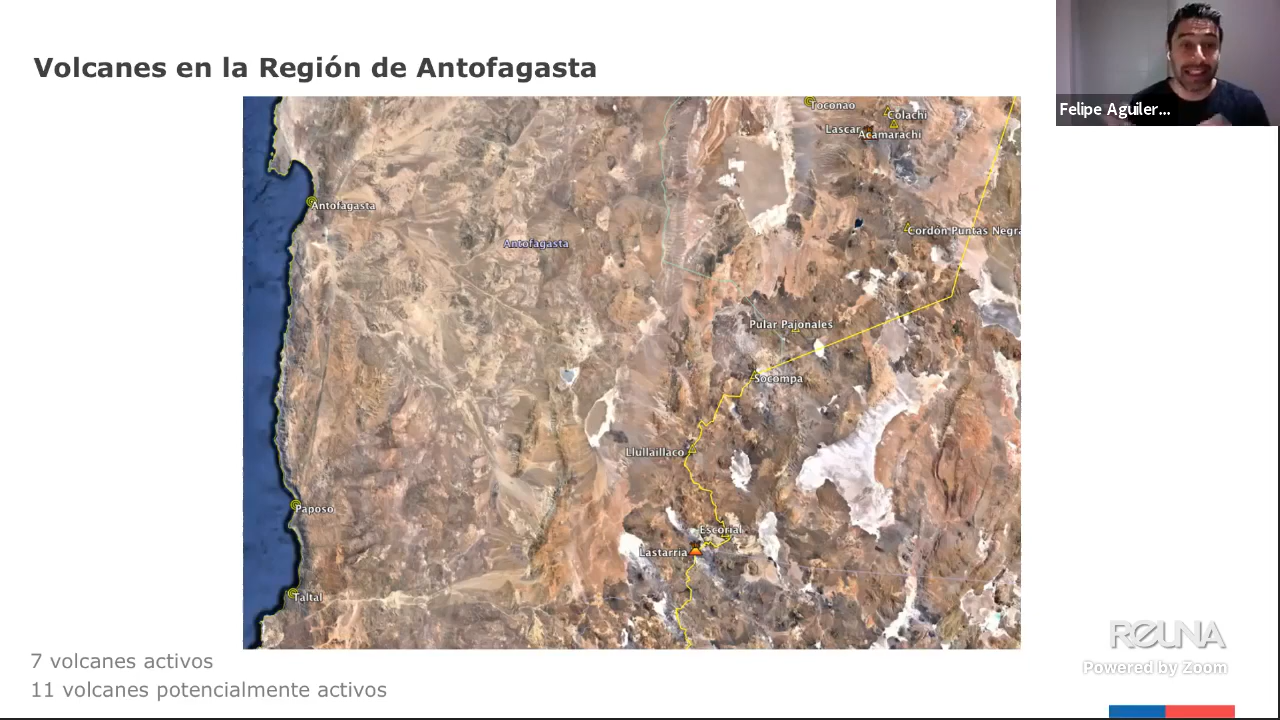 Volcanes en la Región de Antofagasta
Felipe Aguiler...
Toconao
Colachi
Lascar
Acamarachi
Antofagasta
Cordón Puntas Negra
Antofagasta
Pular Pajonales
Socompa
Llullaillaco
Paposo
Escorial
Lastarria
Taltal
7 volcanes activos
11 volcanes potencialmente activos
REUNA
Powered by Zoom